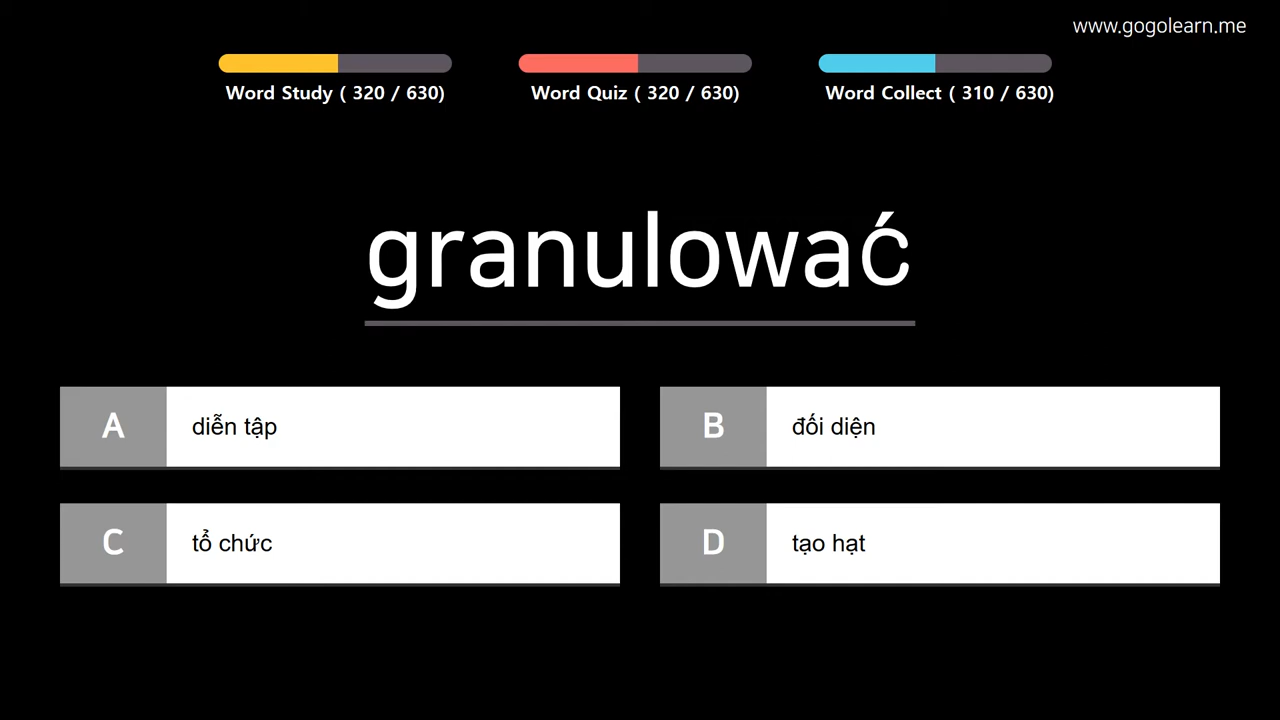 www.gogolearn.me
Word Study ( 320 / 630)
Word Quiz ( 320 / 630)
Word Collect ( 310 / 630)
granulować
A
diễn tập
B
đối diện
C
tổ chức
D
tạo hạt